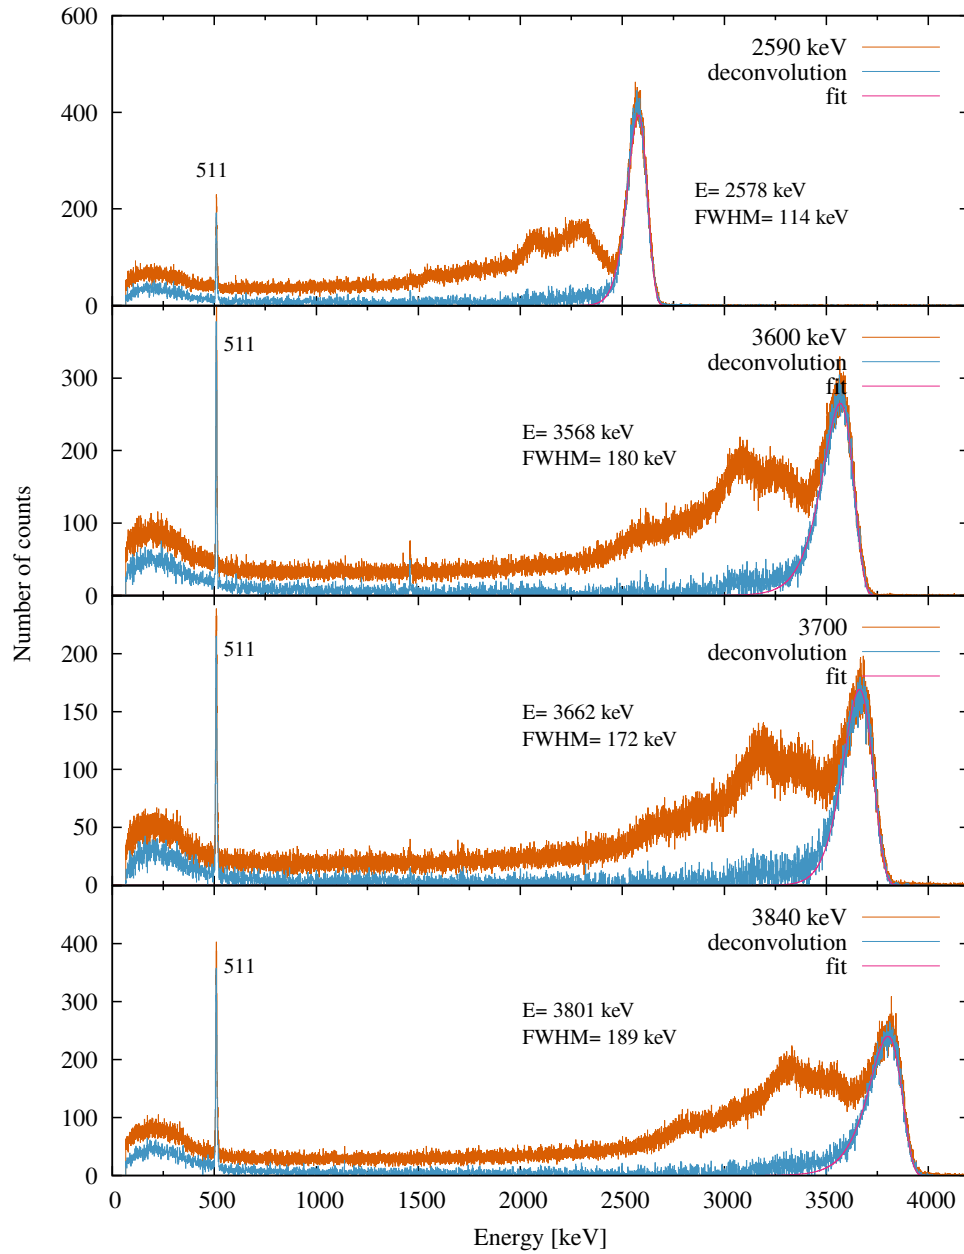 600
400
200
0
2590 keV
deconvolution
fit
511
E= 2578 keV
FWHM= 114 keV
300
200
100
0
3600 keV
deconvolution
fit
511
E= 3568 keV
FWHM= 180 keV
Number of counts
200
150
100
50
0
3700
deconvolution
fit
511
E= 3662 keV
FWHM= 172 keV
400
300
200
100
0
3840 keV
deconvolution
fit
511
E= 3801 keV
FWHM= 189 keV
0 500 1000 1500 2000 2500 3000 3500 4000
Energy [keV]